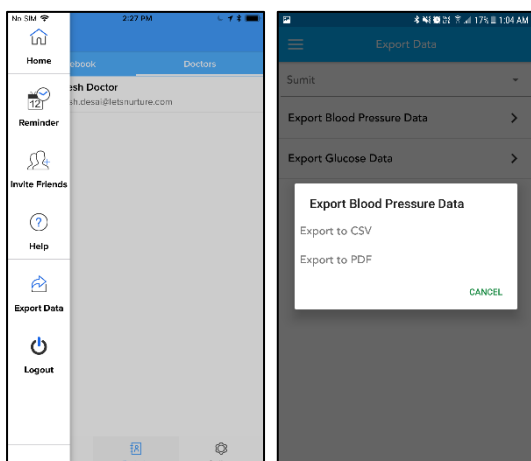 No SIM 2:27 PM
Home
ebook Doctors
esh Doctor
sh.desai@letsnurture.com
12
Reminder
Invite Friends
?
Help
Export Data
Logout
17% 1:04 AM
Export Data
Sumit
Export Blood Pressure Data
Export Glucose Data
Export Blood Pressure Data
Export to CSV
Export to PDF
CANCEL